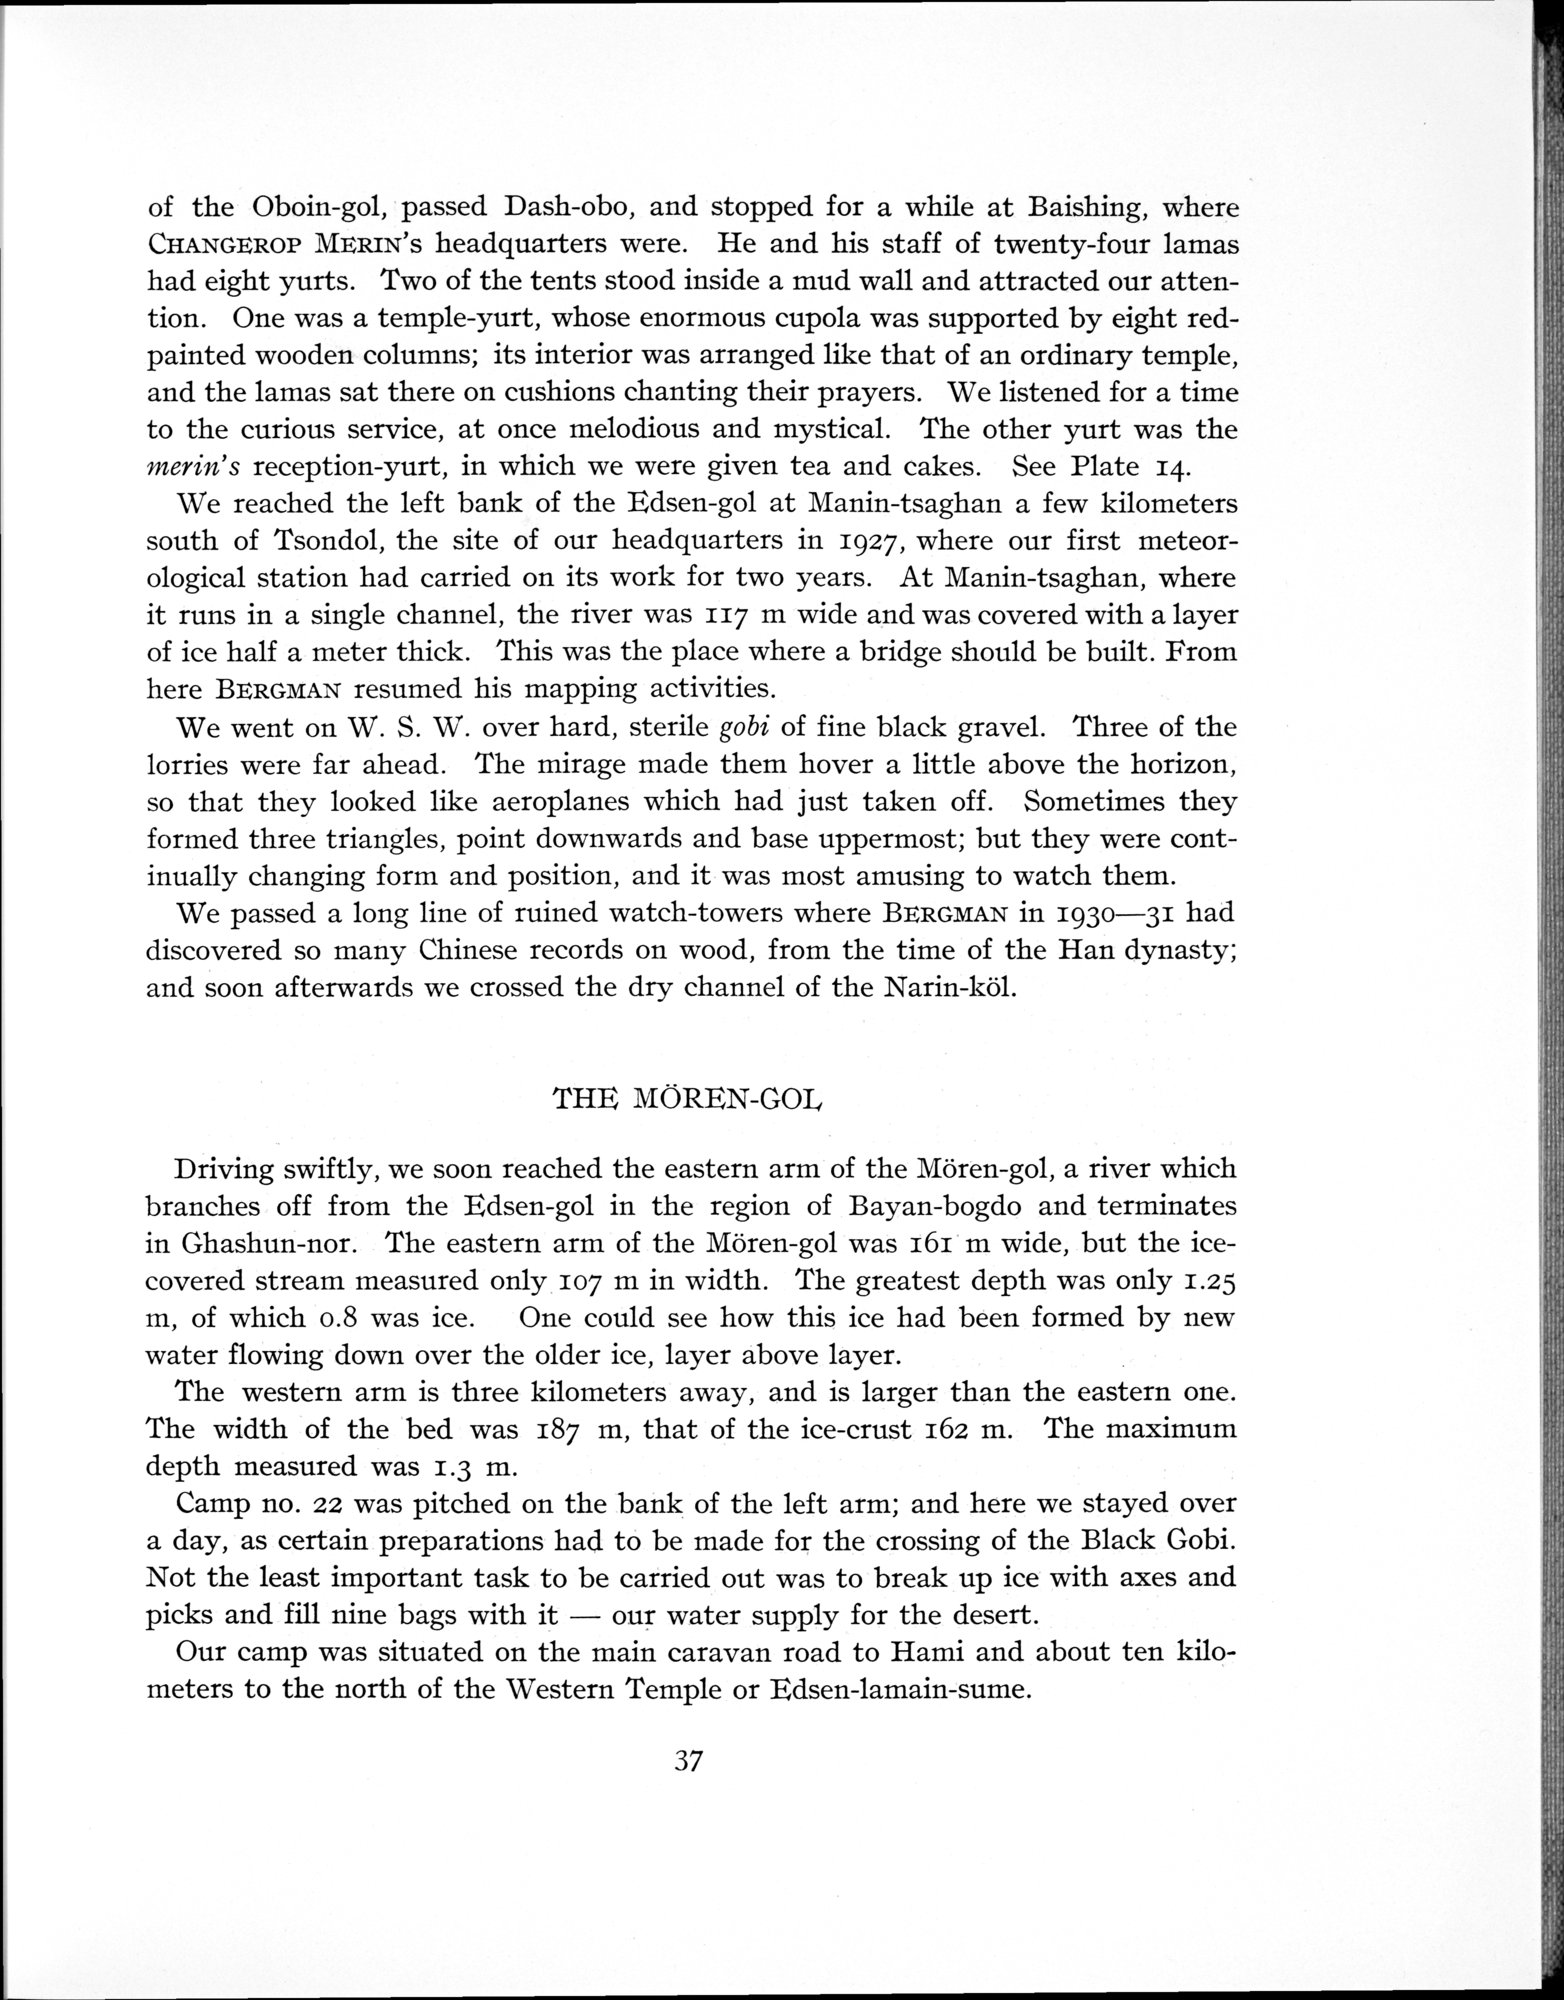 of the Oboin-gol, passed Dash-obo, and stopped for a while at Baishing, where
CHANGEROP MERIN's headquarters were. He and his staff of twenty-four lamas
had eight yurts. Two of the tents stood inside a mud wall and attracted our atten-
tion. One was a temple-yurt, whose enormous cupola was supported by eight red-
painted wooden columns; its interior was arranged like that of an ordinary temple,
and the lamas sat there on cushions chanting their prayers. We listened for a time
to the curious service, at once melodious and mystical. The other yurt was the
merin's reception-yurt, in which we were given tea and cakes. See Plate 14.
We reached the left bank of the Edsen-gol at Manin-tsaghan a few kilometers
south of Tsondol, the site of our headquarters in 1927, where our first meteor-
ological station had carried on its work for two years. At Manin-tsaghan, where
it runs in a single channel, the river was 117 m wide and was covered with a layer
of ice half a meter thick. This was the place where a bridge should be built. From
here BERGMAN resumed his mapping activities.
We went on W. S. W. over hard, sterile gobi of fine black gravel. Three of the
lorries were far ahead. The mirage made them hover a little above the horizon,
so that they looked like aeroplanes which had just taken off. Sometimes they
formed three triangles, point downwards and base uppermost; but they were cont-
inually changing form and position, and it was most amusing to watch them.
We passed a long line of ruined watch-towers where BERGMAN in 1930—31 had
discovered so many Chinese records on wood, from the time of the Han dynasty;
and soon afterwards we crossed the dry channel of the Narin-köl.
THE MÖREN-GOL
Driving swiftly, we soon reached the eastern arm of the Mören-gol, a river which
branches off from the Edsen-gol in the region of Bayan-bogdo and terminates
in Ghashun-nor. The eastern arm of the Mören-gol was 161 m wide, but the ice-
covered stream measured only 107 m in width. The greatest depth was only 1.25
m, of which 0.8 was ice. One could see how this ice had been formed by new
water flowing down over the older ice, layer above layer.
The western arm is three kilometers away, and is larger than the eastern one.
The width of the bed was 187 m, that of the ice-crust 162 m. The maximum
depth measured was 1.3 m.
Camp no. 22 was pitched on the bank of the left arm; and here we stayed over
a day, as certain preparations had to be made for the crossing of the Black Gobi.
Not the least important task to be carried out was to break up ice with axes and
picks and fill nine bags with it — our water supply for the desert.
Our camp was situated on the main caravan road to Hami and about ten kilo-
meters to the north of the Western Temple or Edsen-lamain-sume.
37